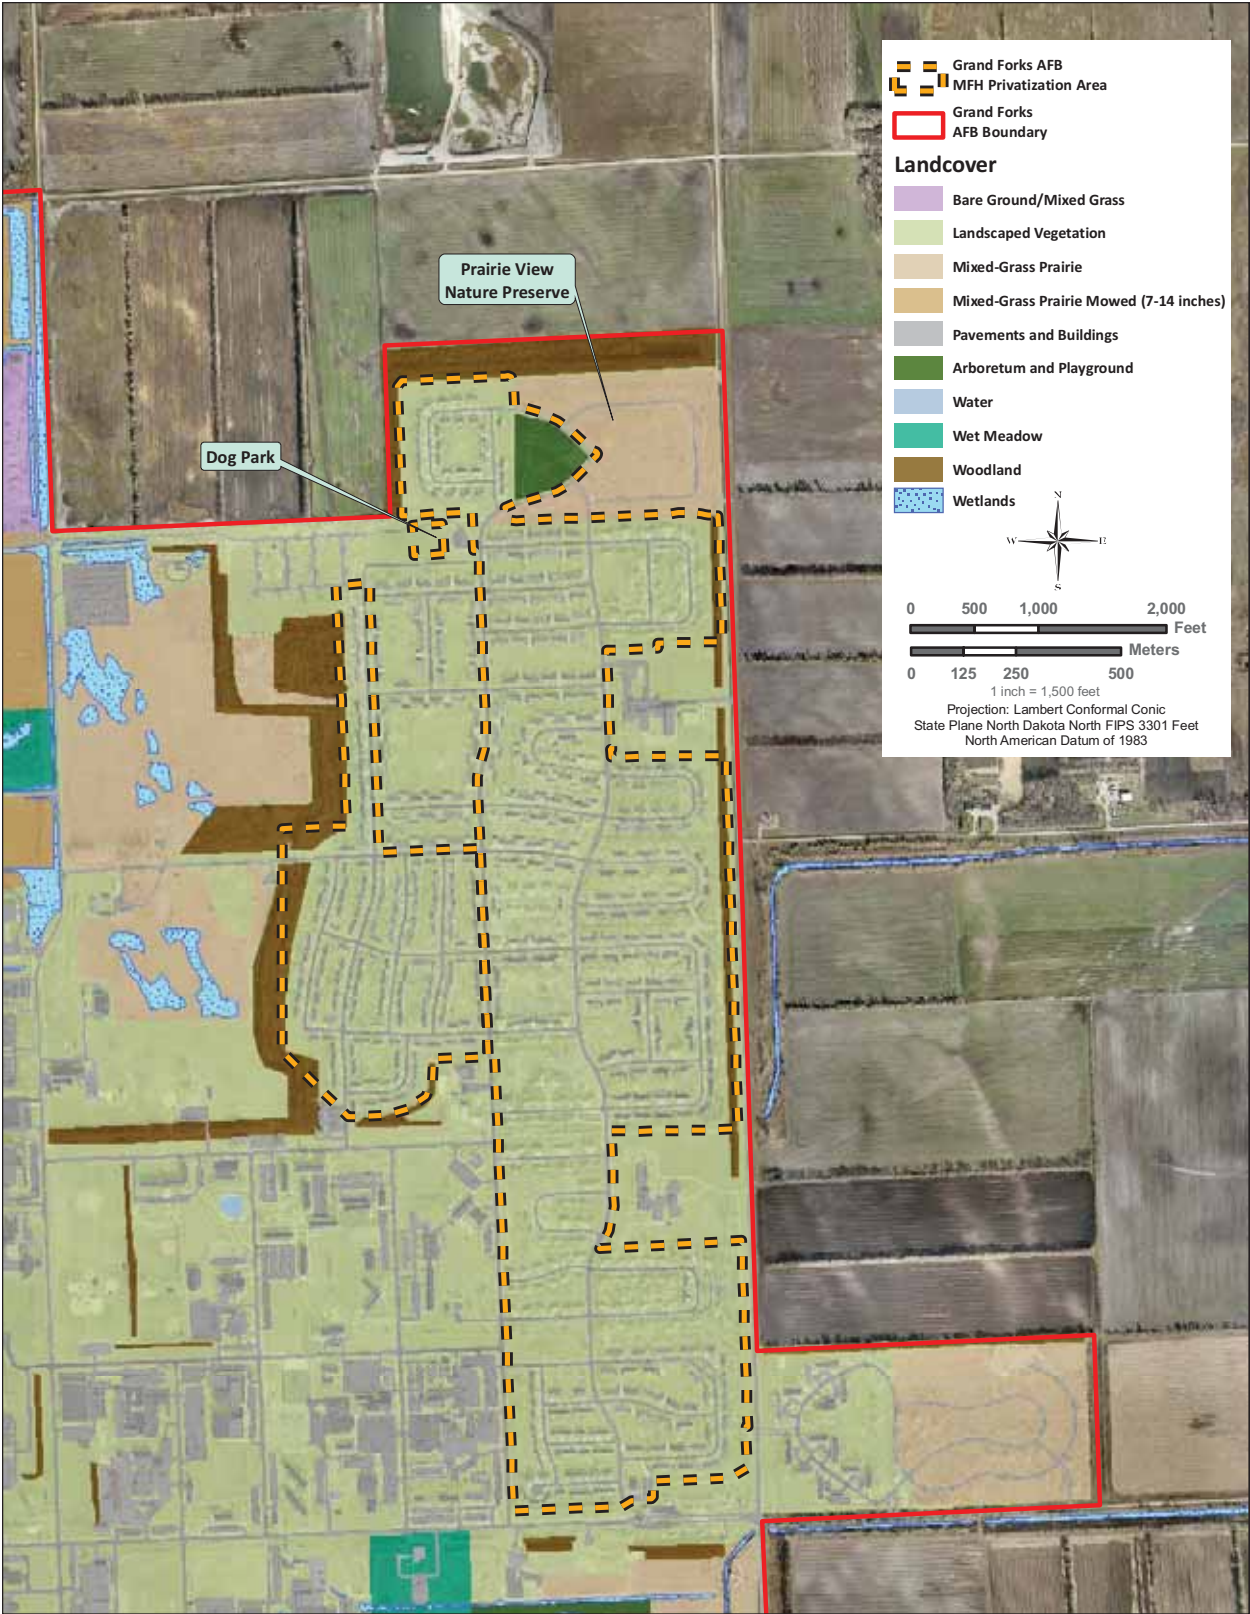 Grand Forks AFB
MFH Privatization Area
Grand Forks
AFB Boundary
Landcover
Bare Ground/Mixed Grass
Landscaped Vegetation
Mixed-Grass Prairie
Mixed-Grass Prairie Mowed (7-14 inches)
Pavements and Buildings
Arboretum and Playground
Water
Wet Meadow
Woodland
Wetlands
N
W E
S
0 500 1,000 2,000
Feet
Meters
0 125 250 500
1 inch = 1,500 feet
Projection: Lambert Conformal Conic
State Plane North Dakota North FIPS 3301 Feet
North American Datum of 1983
Prairie View
Nature Preserve
Dog Park